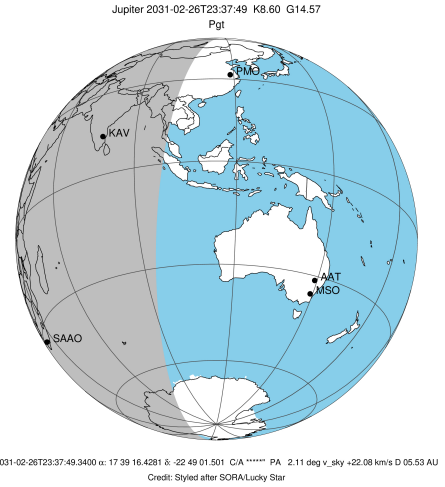 Jupiter 2031-02-26T23:37:49 K8.60 G14.57
Pgt
PMO
KAV
AAT
MSO
SAAO
031-02-26T23:37:49.3400 α: 17 39 16.4281 δ: -22 49 01.501 C/A *****" PA 2.11 deg v_sky +22.08 km/s D 05.53 AU
Credit: Styled after SORA/Lucky Star